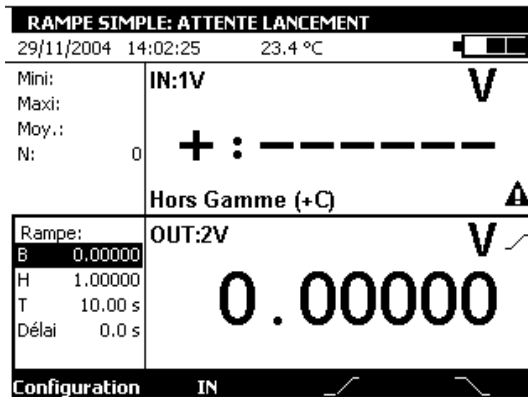 RAMPE SIMPLE: ATTENTE LANCEMENT
29/11/2004 14:02:25 23.4 °C
Mini:
Maxi:
Moy.:
N: 0
IN:1V V
+ : ------
Hors Gamme (+C)
Rampe:
B 0.00000
H 1.00000
T 10.00 s
Délai 0.0 s
OUT:2V V
0.00000
Configuration IN